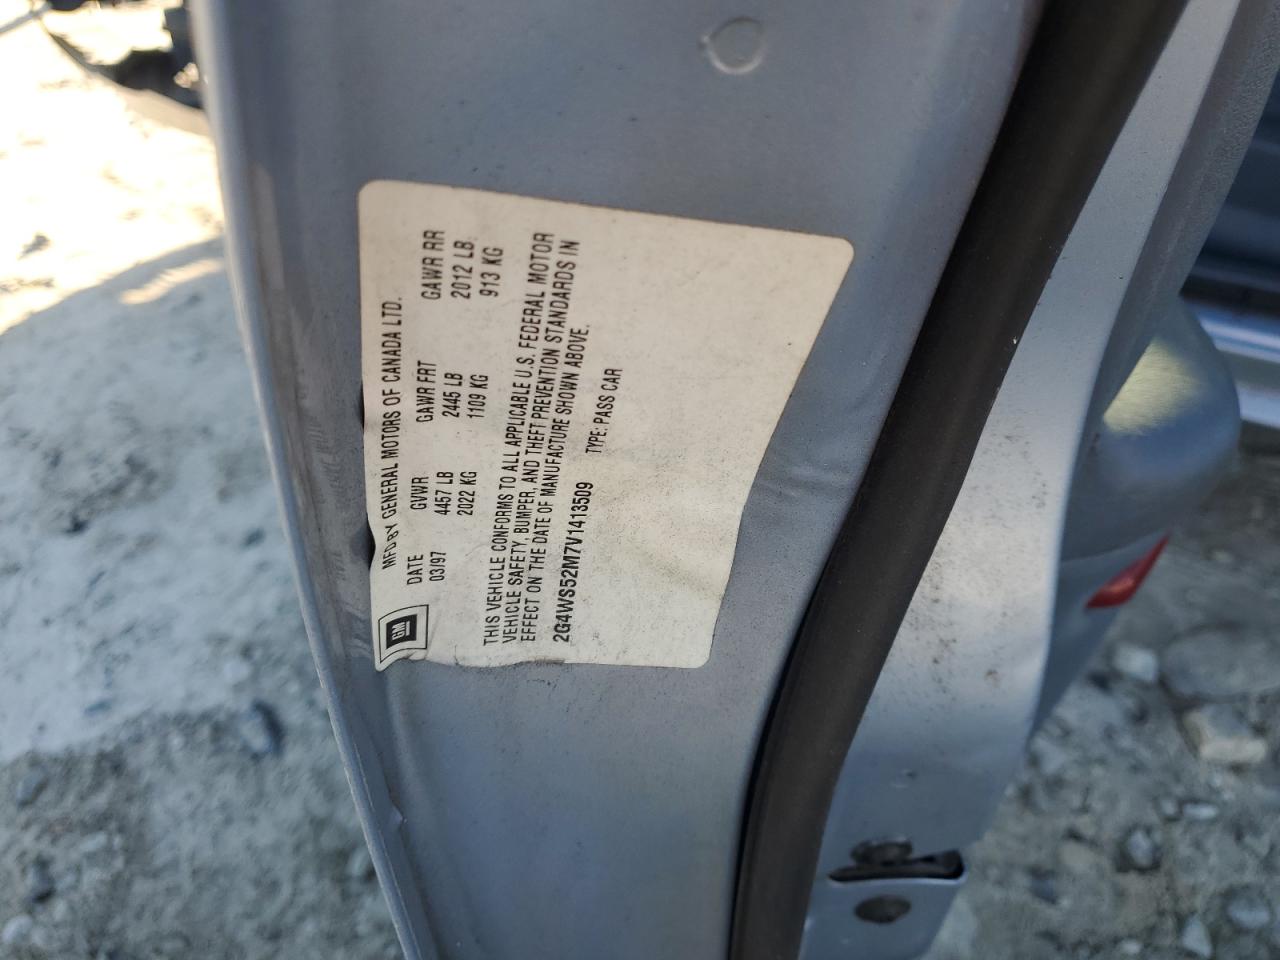 MFD BY GENERAL MOTORS OF CANADA LTD.
DATE GVWR GAWR FRT GAWR RR
03/97 4457 LB 2445 LB 2012 LB
2022 KG 1109 KG 913 KG
GM
THIS VEHICLE CONFORMS TO ALL APPLICABLE U.S. FEDERAL MOTOR
VEHICLE SAFETY, BUMPER, AND THEFT PREVENTION STANDARDS IN
EFFECT ON THE DATE OF MANUFACTURE SHOWN ABOVE.
2G4WS52M7V1413509 TYPE: PASS CAR